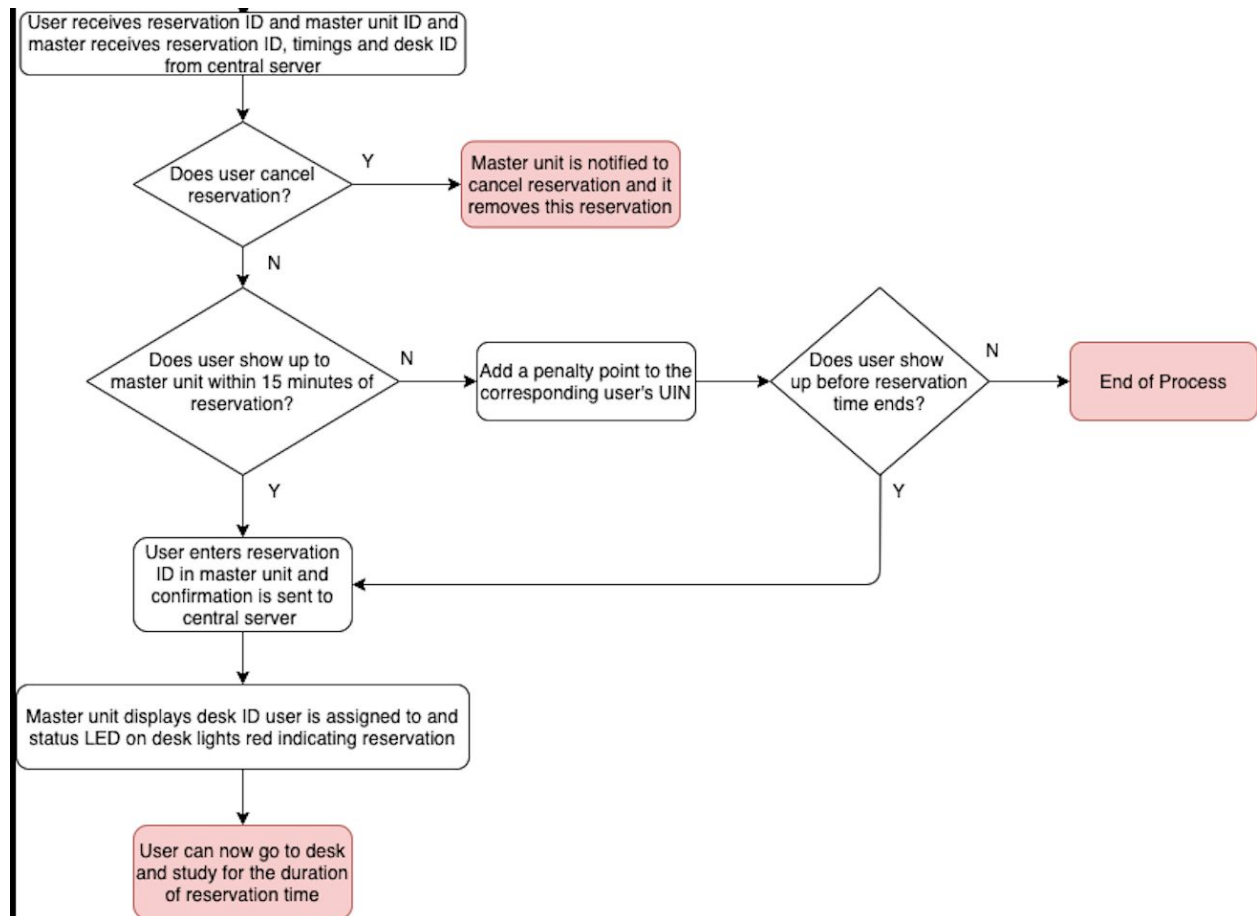 User receives reservation ID and master unit ID and
master receives reservation ID, timings and desk ID
from central server
Does user cancel
reservation?
Y
Master unit is notified to
cancel reservation and it
removes this reservation
N
Does user show up to
master unit within 15 minutes of
reservation?
N
Add a penalty point to the
corresponding user's UIN
Does user show
up before reservation
time ends?
N
End of Process
Y
Y
User enters reservation
ID in master unit and
confirmation is sent to
central server
Master unit displays desk ID user is assigned to and
status LED on desk lights red indicating reservation
User can now go to desk
and study for the duration
of reservation time